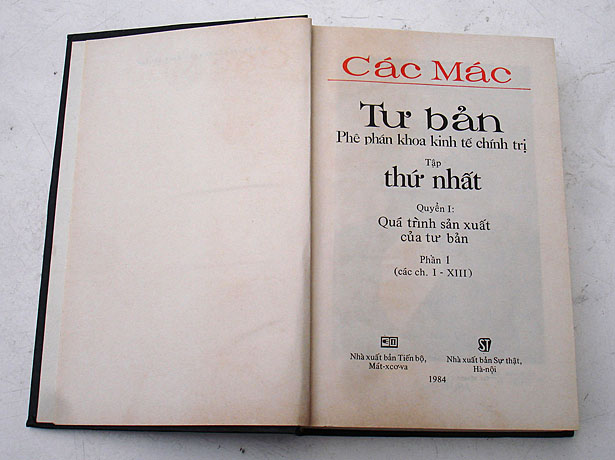 Các Mác
Tư bản
Phê phán khoa kinh tế chính trị
Tập
thứ nhất
Quyển I:
Quá trình sản xuất
của tư bản
Phần I
(các ch. I - XIII)
Nhà xuất bản Tiến bộ,
Mát-xcơ-va
Nhà xuất bản Sự thật,
Hà-nội
1984